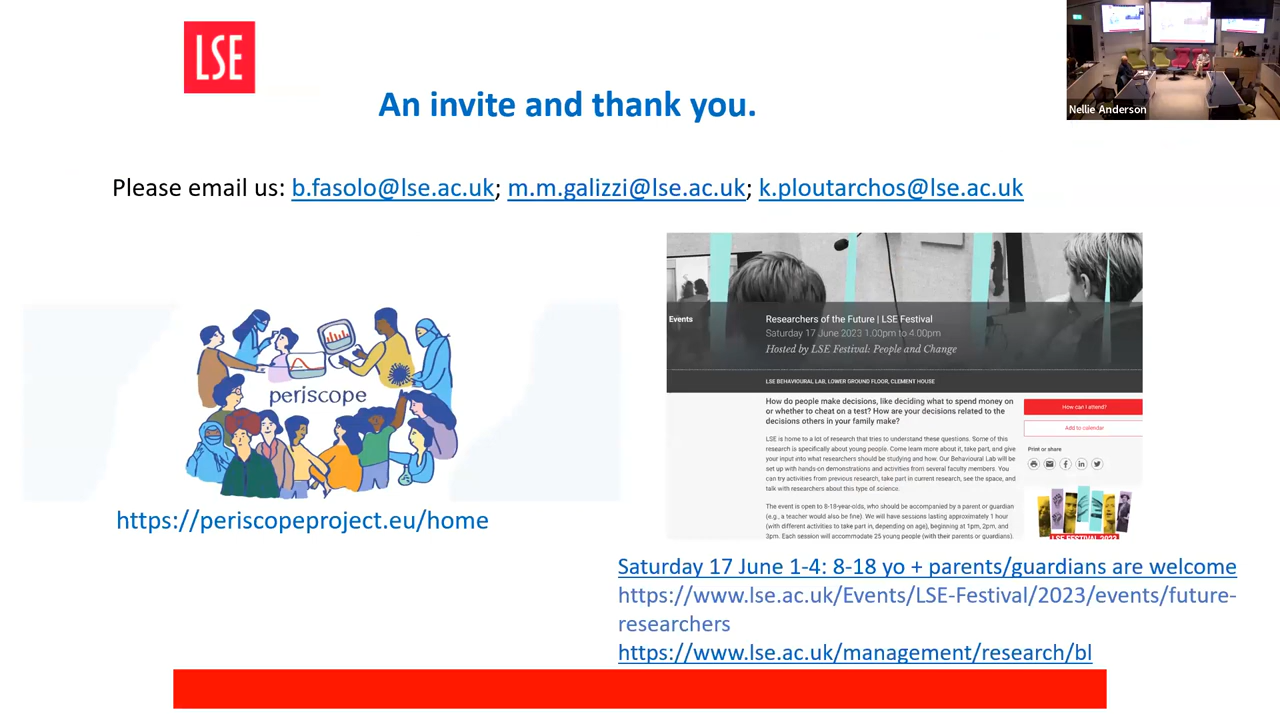 LSE
An invite and thank you.
Nellie Anderson
Please email us: b.fasolo@lse.ac.uk; m.m.galizzi@lse.ac.uk; k.ploutarchos@lse.ac.uk
periscope
https://periscopeproject.eu/home
Events
Researchers of the Future | LSE Festival
Saturday 17 June 2023 1.00pm to 4.00pm
Hosted by LSE Festival: People and Change
LSE BEHAVIOURAL LAB, LOWER GROUND FLOOR, CLEMENT HOUSE
How do people make decisions, like deciding what to spend money on
or whether to cheat on a test? How are your decisions related to the
decisions others in your family make?
LSE is home to a lot of research that tries to understand these questions. Some of this
research is specifically about young people. Come learn more about it, take part, and give
your input into what researchers should be studying and how. Our Behavioural Lab will be
set up with hands-on demonstrations and activities from several faculty members. You
can try activities from previous research, take part in current research, see the space, and
talk with researchers about this type of science.
The event is open to 8-18-year-olds, who should be accompanied by a parent or guardian
(e.g., a teacher would also be fine). We will have sessions lasting approximately 1 hour
(with different activities to take part in, depending on age), beginning at 1pm, 2pm, and
3pm. Each session will accommodate 25 young people (with their parents or guardians).
How can I attend?
Add to calendar
Print or share
LSE FESTIVAL 2023
Saturday 17 June 1-4: 8-18 yo + parents/guardians are welcome
https://www.lse.ac.uk/Events/LSE-Festival/2023/events/future-
researchers
https://www.lse.ac.uk/management/research/bl